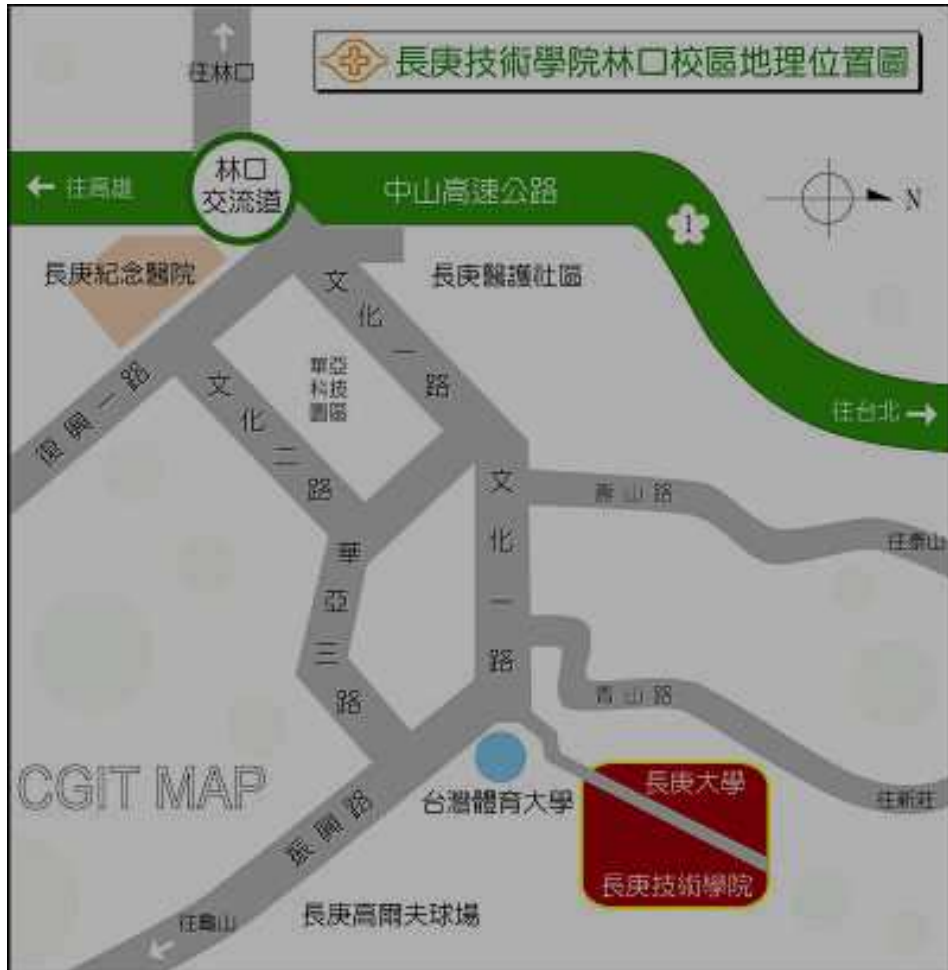 往林口
長庚技術學院林口校區地理位置圖
林口
交流道
往高雄
中山高速公路
1
N
長庚紀念醫院
長庚醫護社區
文化一路
華亞
科技
園區
復興一路
文化二路
往台北
文化一路
壽山路
往泰山
華亞三路
青山路
CGIT MAP
台灣體育大學
長庚大學
往新莊
振興路
長庚技術學院
長庚高爾夫球場
往龜山